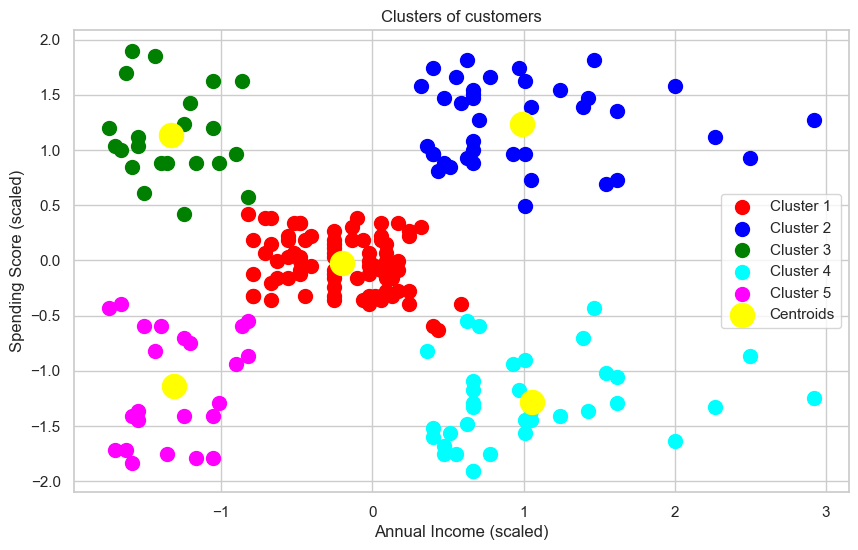 Clusters of customers
Spending Score (scaled)
2.0
1.5
1.0
0.5
0.0
−0.5
−1.0
−1.5
−2.0
Cluster 1
Cluster 2
Cluster 3
Cluster 4
Cluster 5
Centroids
−1
0
1
2
3
Annual Income (scaled)